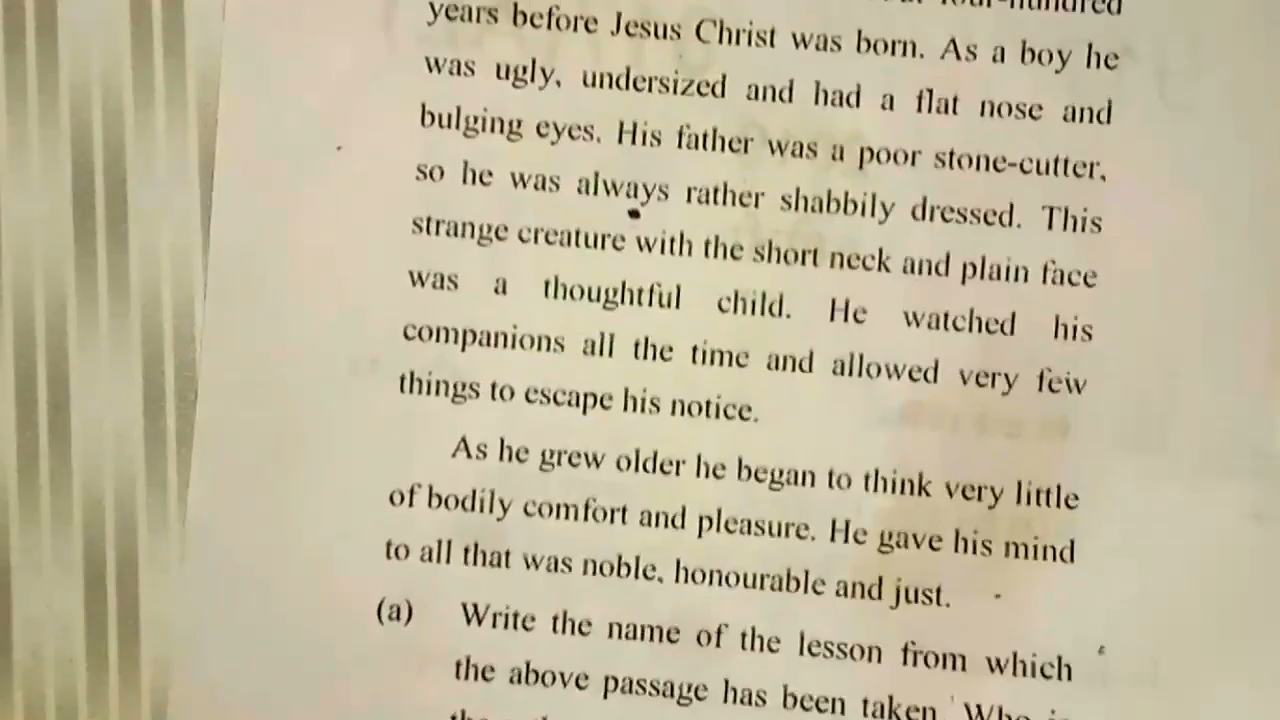 four-hundred
years before Jesus Christ was born. As a boy he
was ugly, undersized and had a flat nose and
bulging eyes. His father was a poor stone-cutter,
so he was always rather shabbily dressed. This
strange creature with the short neck and plain face
was a thoughtful child. He watched his
companions all the time and allowed very few
things to escape his notice.
As he grew older he began to think very little
of bodily comfort and pleasure. He gave his mind
to all that was noble, honourable and just.
(a) Write the name of the lesson from which
the above passage has been taken. Who is